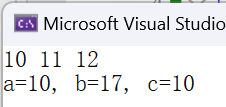 Microsoft Visual Studio
10 11 12
a=10, b=17, c=10